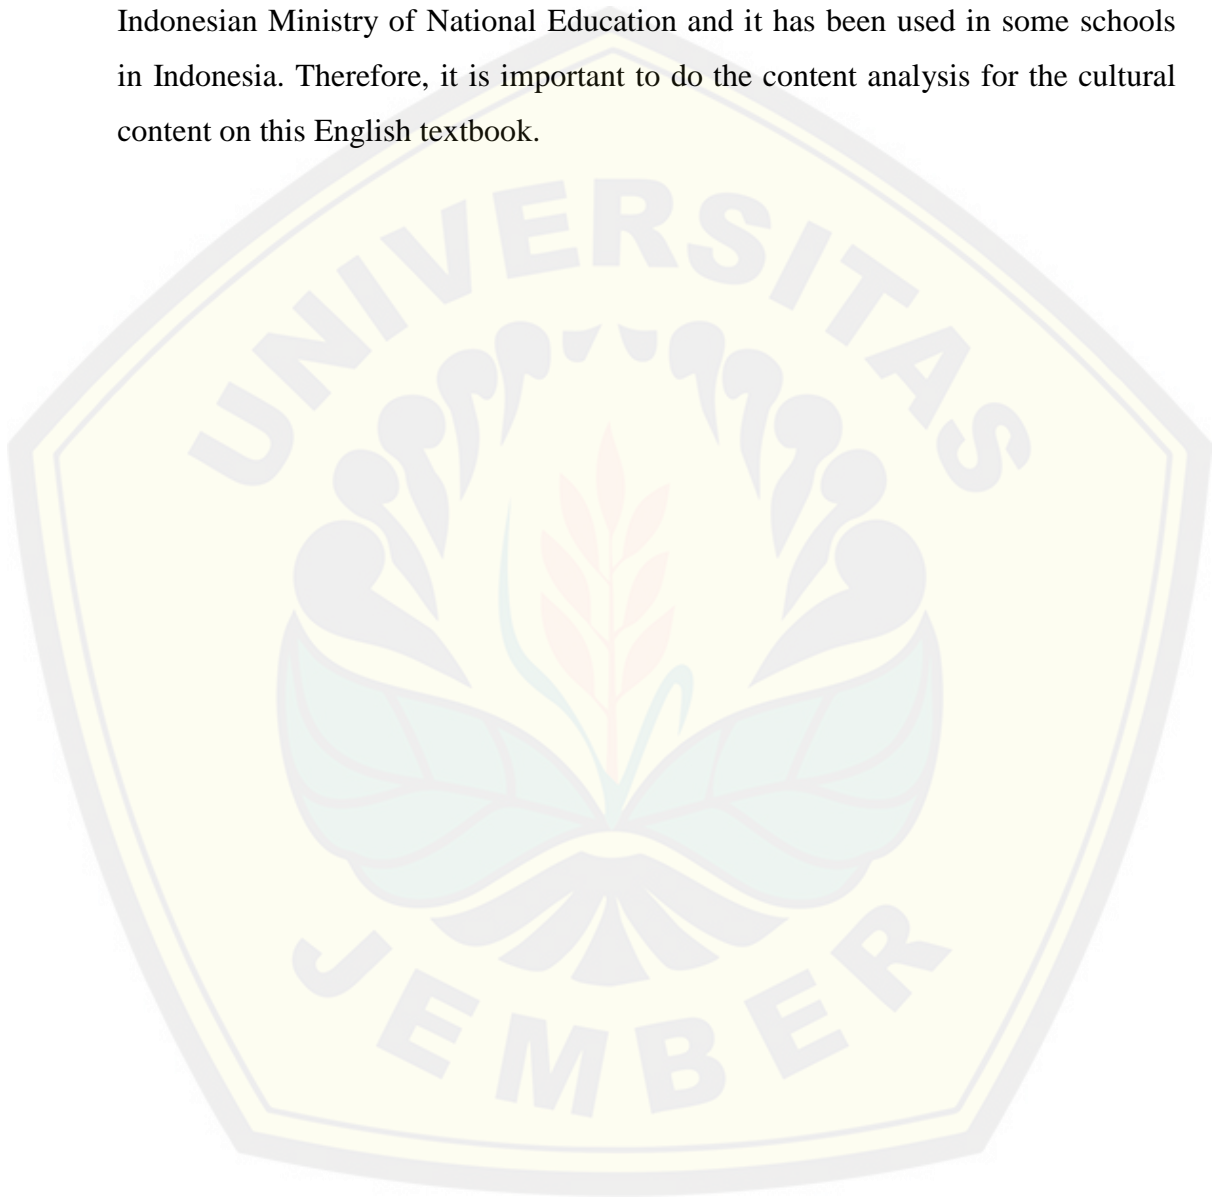 Indonesian Ministry of National Education and it has been used in some schools
in Indonesia. Therefore, it is important to do the content analysis for the cultural
content on this English textbook.
UNIVERSITAS
JEMBER